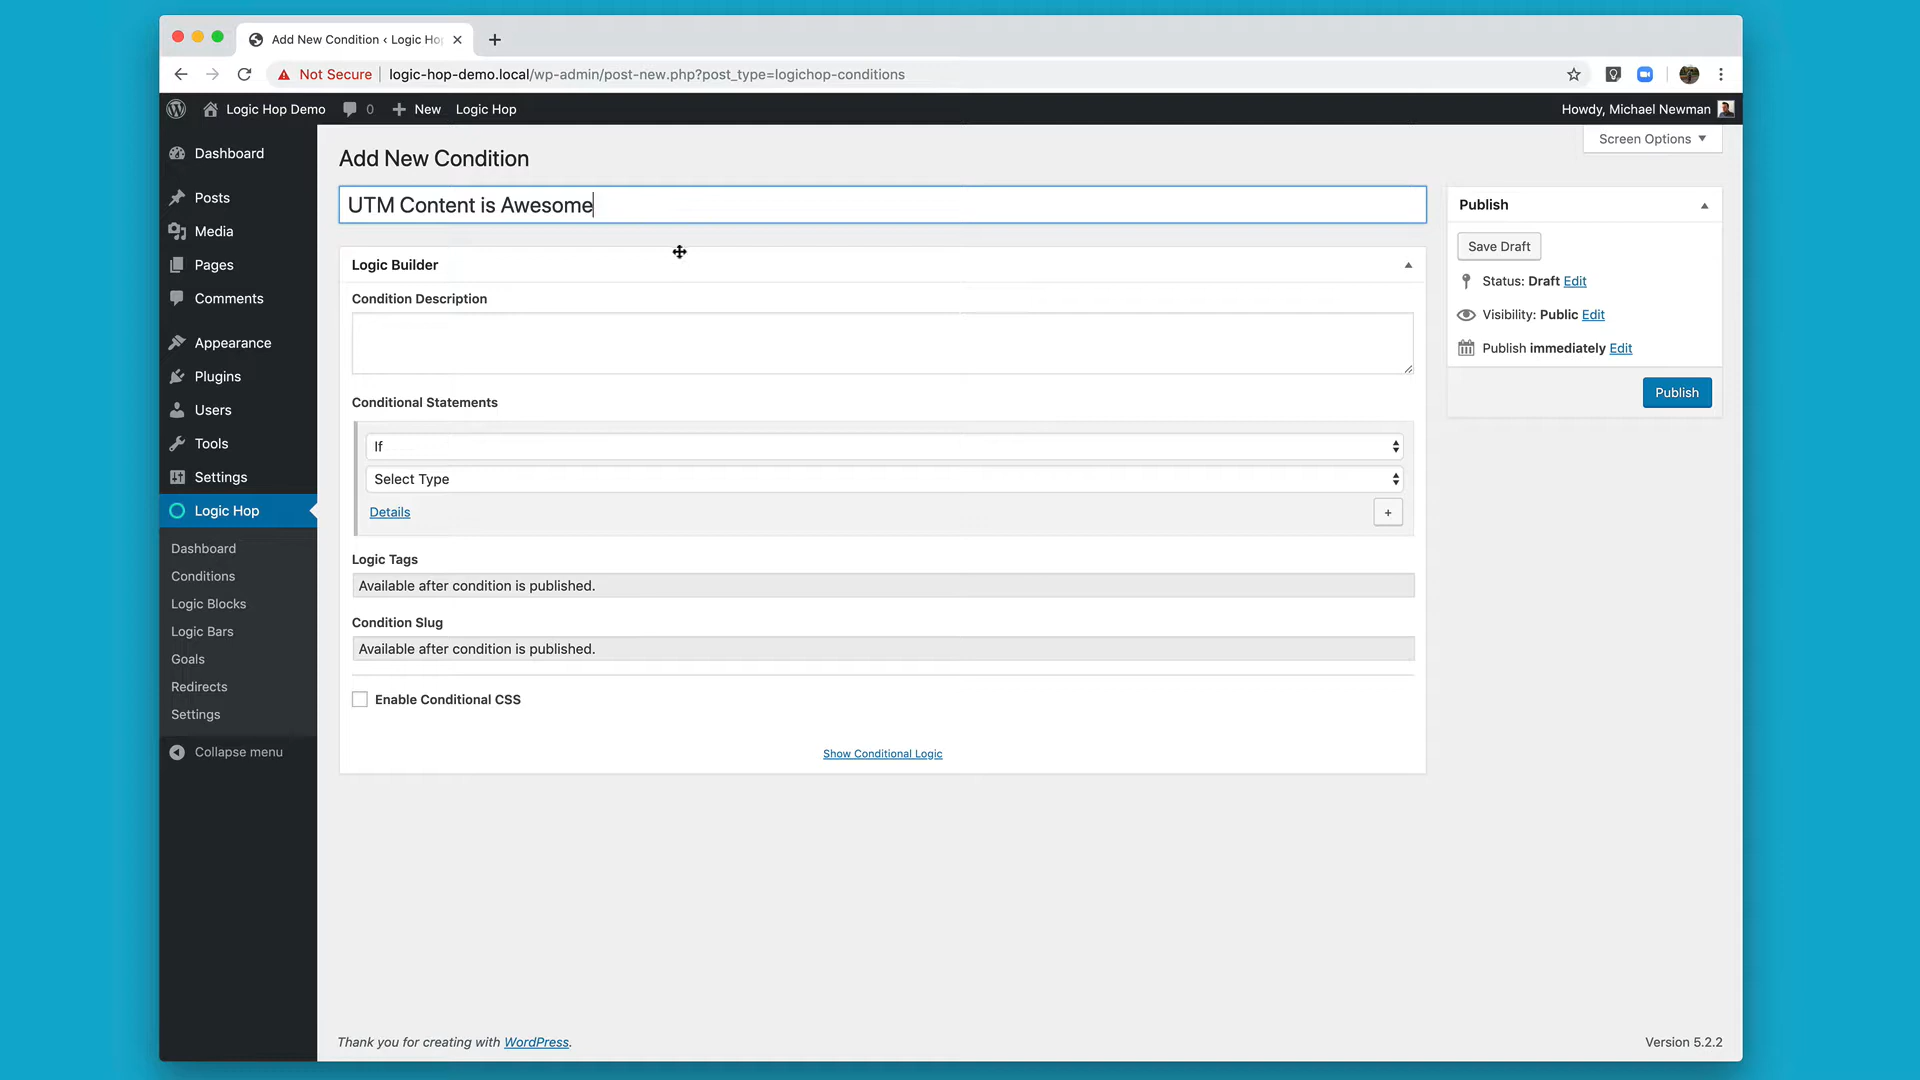 Add New Condition ‹ Logic Ho
Not Secure
logic-hop-demo.local/wp-admin/post-new.php?post_type=logichop-conditions
Logic Hop Demo
0
New
Logic Hop
Howdy, Michael Newman
Screen Options
Dashboard
Posts
Media
Pages
Comments
Appearance
Plugins
Users
Tools
Settings
Logic Hop
Dashboard
Conditions
Logic Blocks
Logic Bars
Goals
Redirects
Settings
Collapse menu
Add New Condition
UTM Content is Awesome
Logic Builder
Condition Description
Conditional Statements
If
Select Type
Details
+
Logic Tags
Available after condition is published.
Condition Slug
Available after condition is published.
Enable Conditional CSS
Show Conditional Logic
Publish
Save Draft
Status: Draft Edit
Visibility: Public Edit
Publish immediately Edit
Publish
Thank you for creating with WordPress.
Version 5.2.2